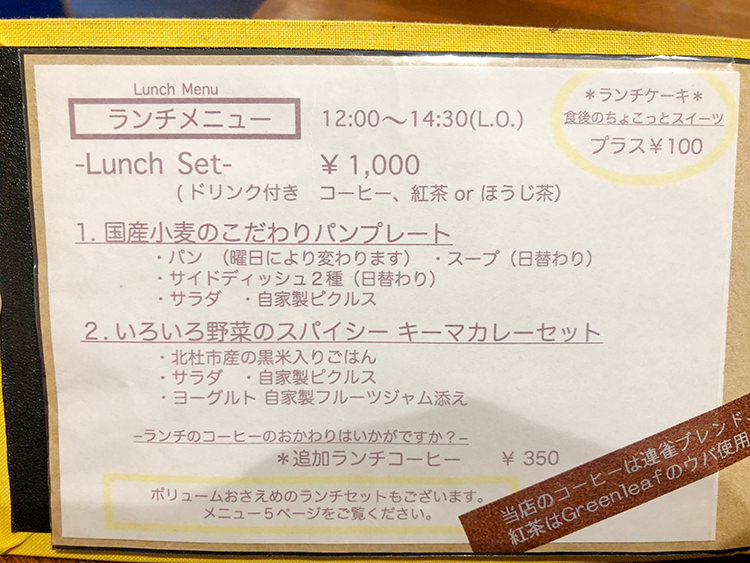 Lunch Menu
ランチメニュー 12:00〜14:30(L.O.)
＊ランチケーキ＊
食後のちょこっとスイーツ
プラス￥100
-Lunch Set- ￥1,000
(ドリンク付き コーヒー、紅茶 or ほうじ茶)
1. 国産小麦のこだわりパンプレート
・パン （曜日により変わります） ・スープ（日替わり）
・サイドディッシュ２種（日替わり）
・サラダ ・自家製ピクルス
2. いろいろ野菜のスパイシー キーマカレーセット
・北杜市産の黒米入りごはん
・サラダ ・自家製ピクルス
・ヨーグルト 自家製フルーツジャム添え
–ランチのコーヒーのおかわりはいかがですか？–
＊追加ランチコーヒー ￥350
ボリュームおさえめのランチセットもございます。
メニュー５ページをご覧ください。
当店のコーヒーは連雀ブレンド
紅茶はGreenleafのウバ使用